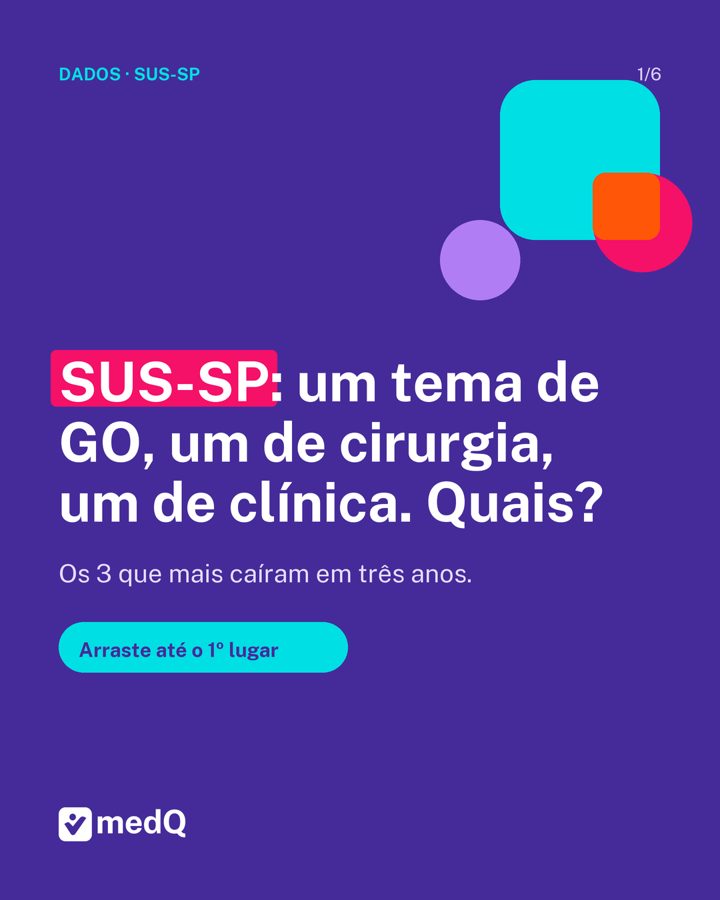 DADOS · SUS-SP
1/6
SUS-SP: um tema de
GO, um de cirurgia,
um de clínica. Quais?
Os 3 que mais caíram em três anos.
Arraste até o 1º lugar
medQ